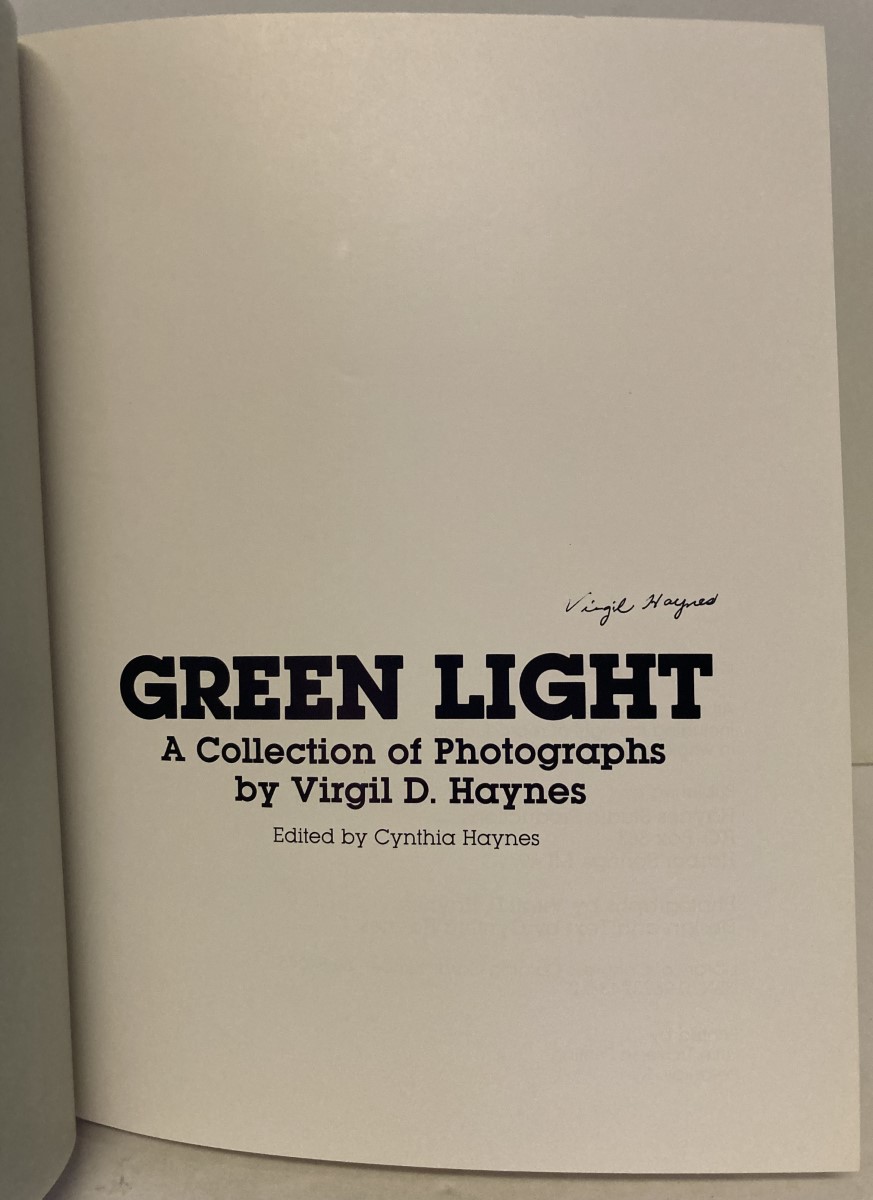 Virgil Haynes
GREEN LIGHT
A Collection of Photographs
by Virgil D. Haynes
Edited by Cynthia Haynes